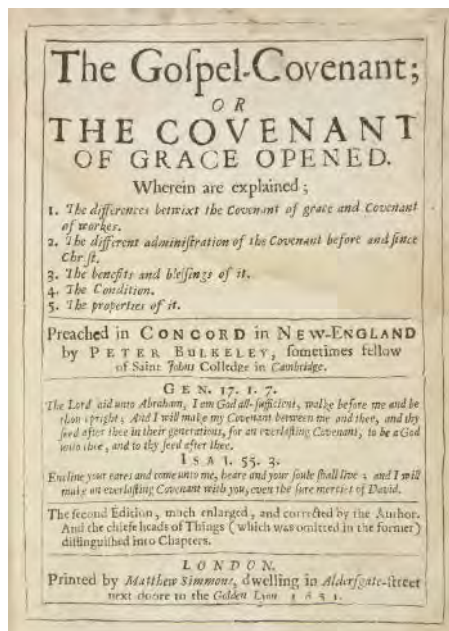 The Goſpel-Covenant;
OR
THE COVENANT
OF GRACE OPENED.
Wherein are explained;
1. The differences betwixt the Covenant of grace and Covenant
of workes.
2. The different adminiſtration of the Covenant before and ſince
Chr ſt.
3. The benefits and bleſſings of it.
4. The Condition.
5. The properties of it.
Preached in CONCORD in NEW-ENGLAND
by PETER BULKELEY, ſometimes fellow
of Saint Johns Colledge in Cambridge.
GEN. 17. 1. 7.
The Lord ſaid unto Abraham, I am God all-ſufficient, walke before me and be
thou upright; And I will make my Covenant between me and thee, and thy
ſeed after thee in their generations, for an everlaſting Covenant, to be a God
unto thee, and to thy ſeed after thee.
ISAI. 55. 3.
Encline your eares and come unto me, heare and your ſoule ſhall live; and I will
make an everlaſting Covenant with you, even the ſure mercies of David.
The ſecond Edition, much enlarged, and corrected by the Author.
And the chiefe heads of Things (which was omitted in the former)
diſtinguiſhed into Chapters.
LONDON.
Printed by Matthew Simmons, dwelling in Alderſgate-ſtreet
next doore to the Golden Lyon 1651.